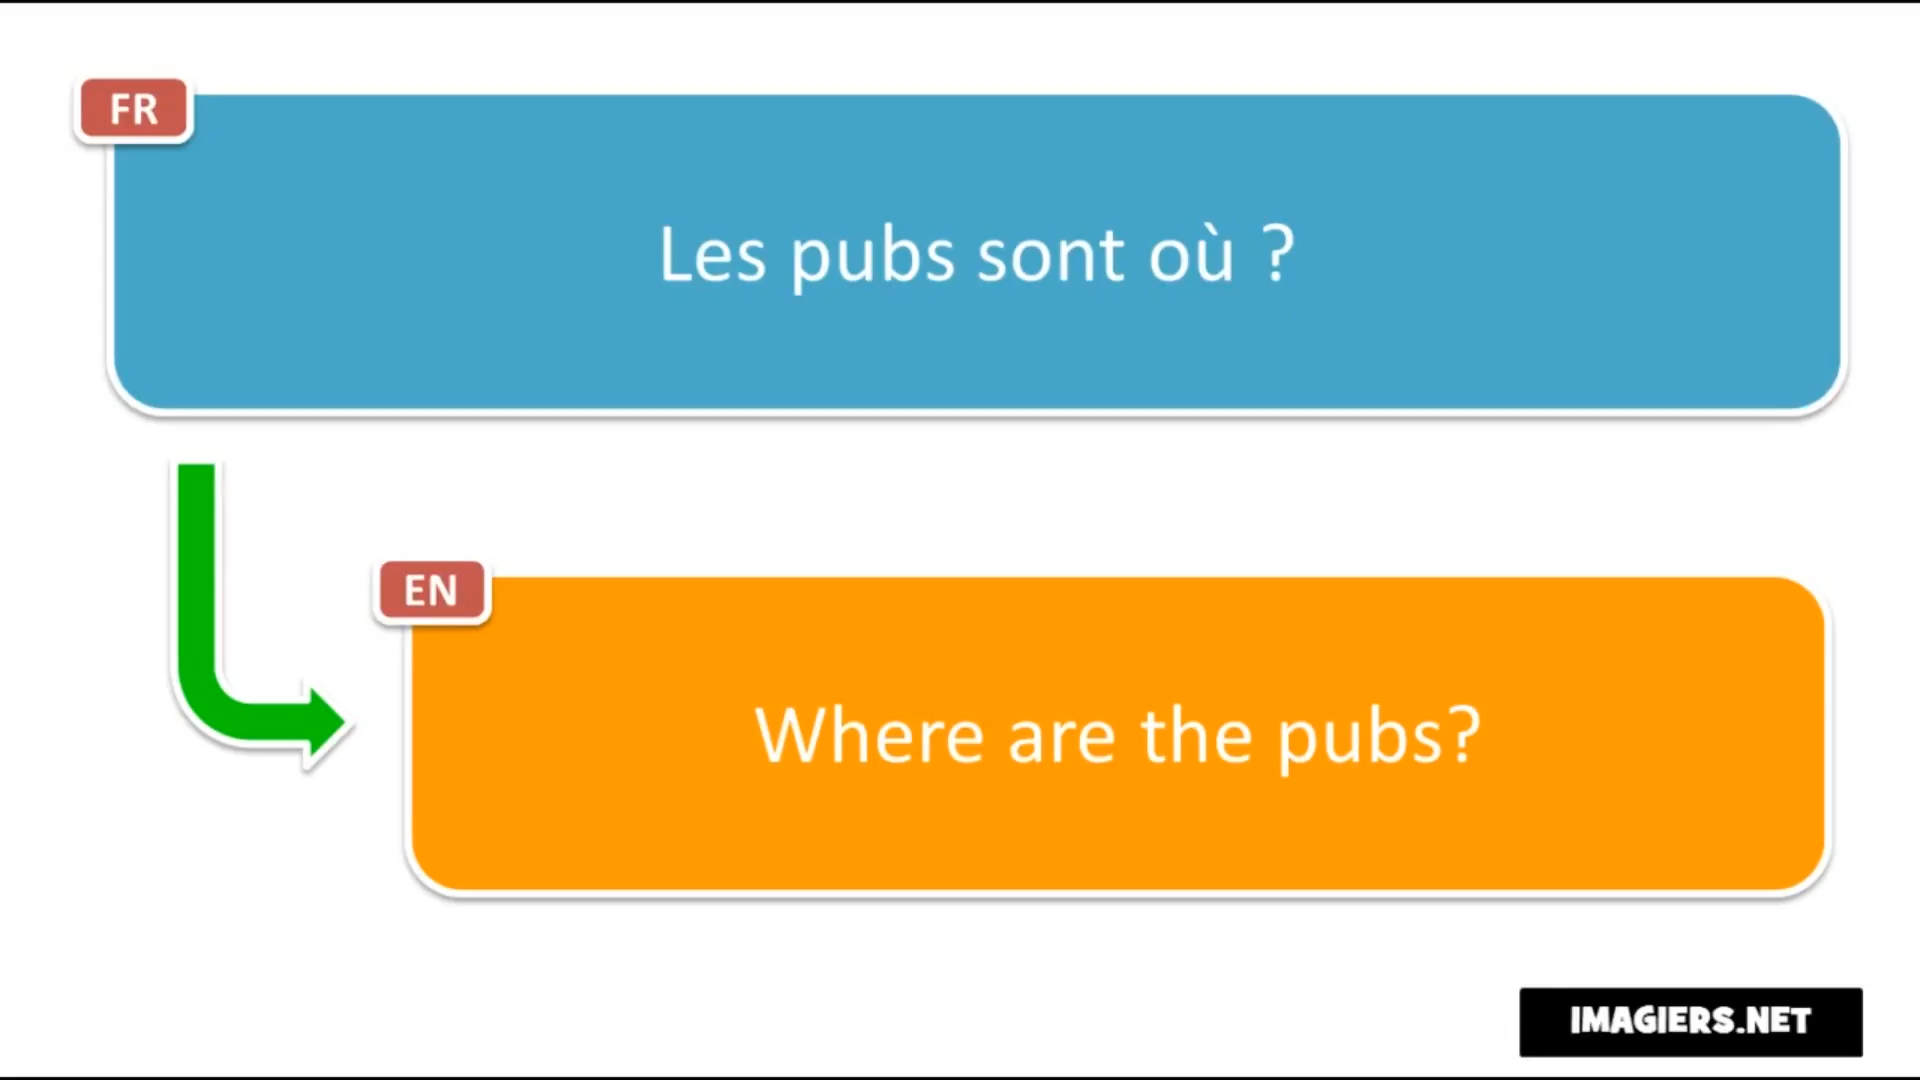 FR
Les pubs sont où ?
EN
Where are the pubs?
IMAGIERS.NET